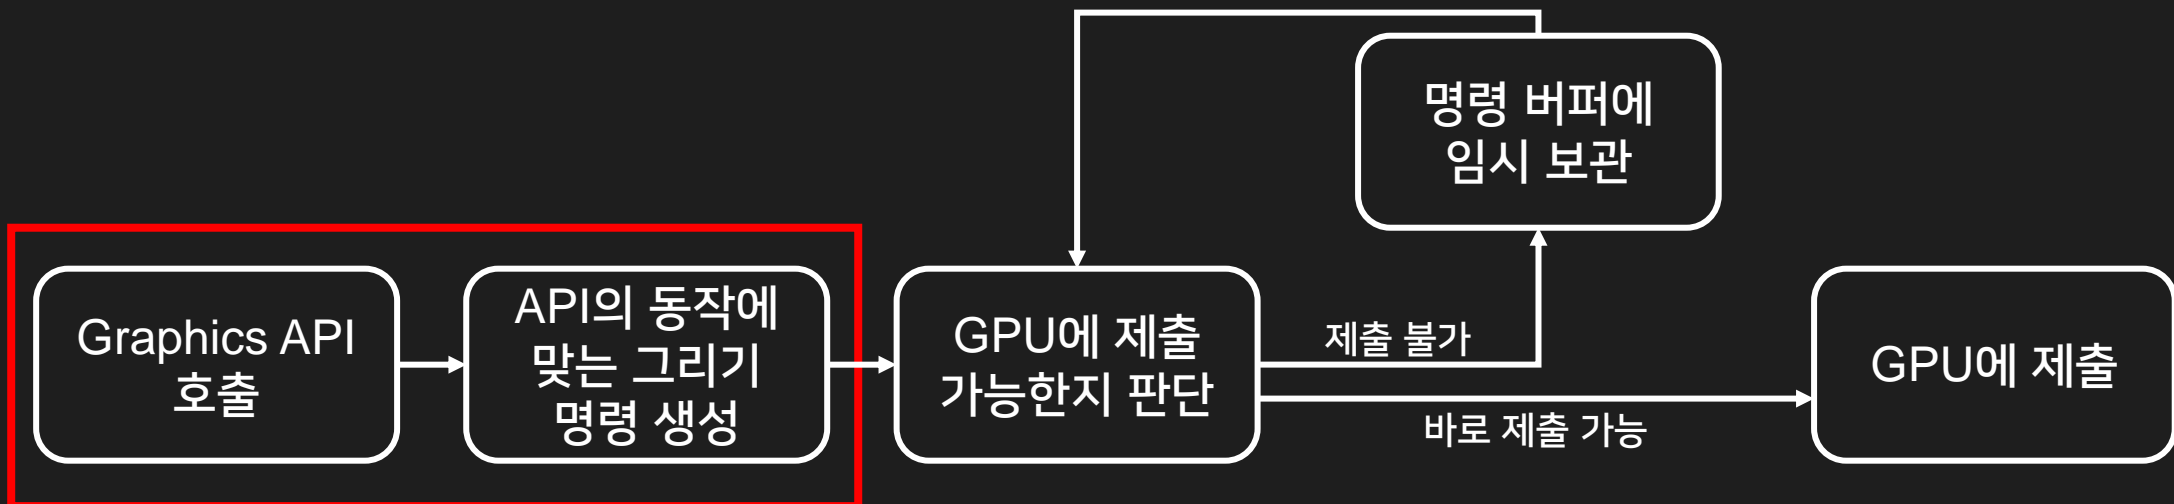 Graphics API
호출
API의 동작에
맞는 그리기
명령 생성
GPU에 제출
가능한지 판단
제출 불가
명령 버퍼에
임시 보관
바로 제출 가능
GPU에 제출